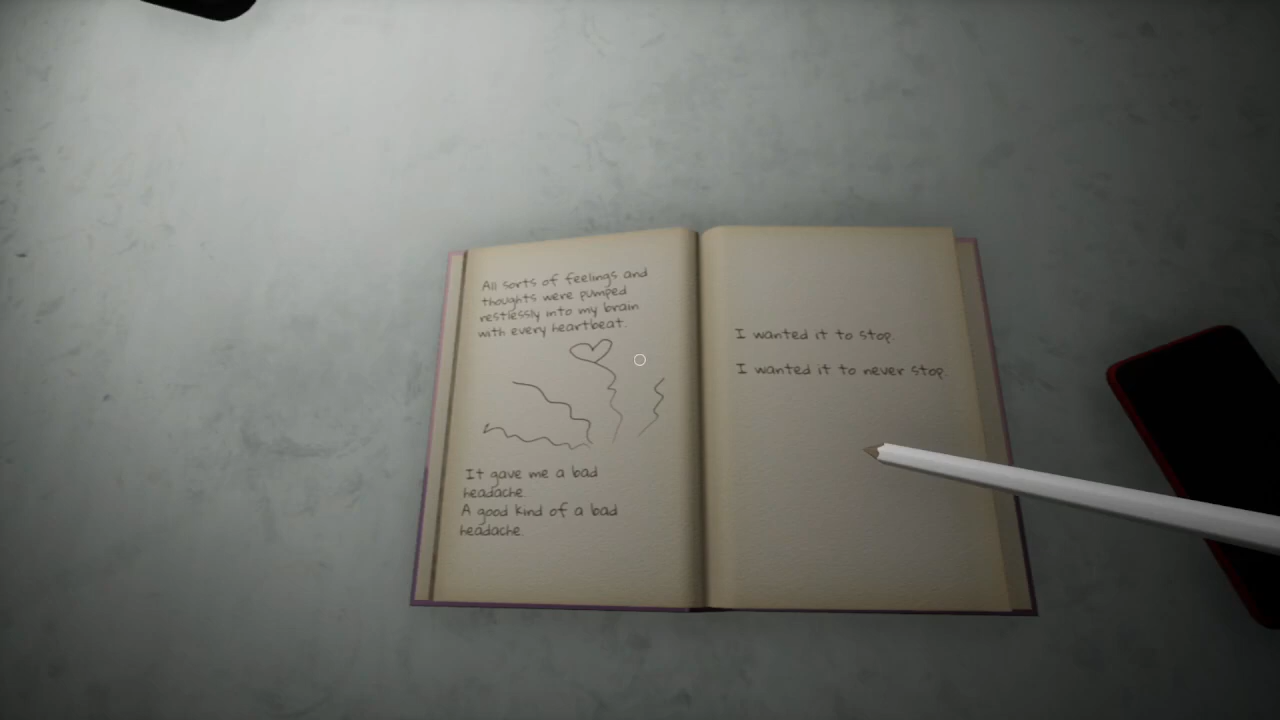 All sorts of feelings and
thoughts were pumped
restlessly into my brain
with every heartbeat.
It gave me a bad
headache.
A good kind of a bad
headache.
I wanted it to stop.
I wanted it to never stop.